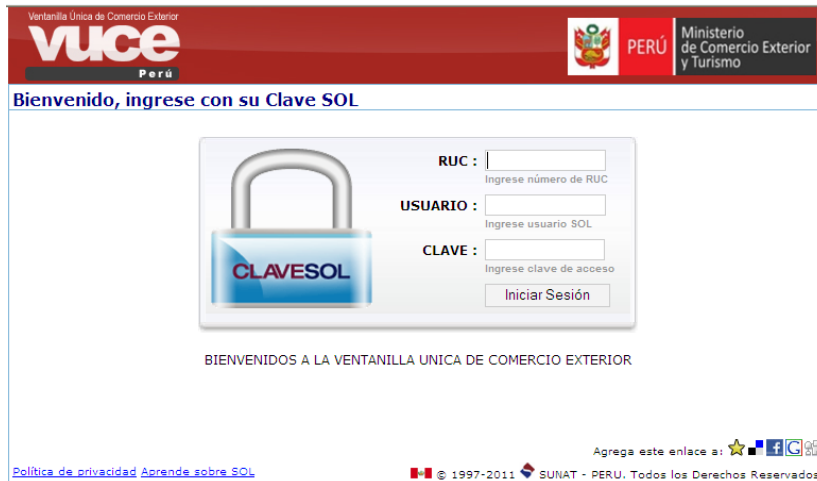 Ventanilla Única de Comercio Exterior
vuce
Perú
PERÚ
Ministerio
de Comercio Exterior
y Turismo
Bienvenido, ingrese con su Clave SOL
RUC :
Ingrese número de RUC
USUARIO :
Ingrese usuario SOL
CLAVE :
Ingrese clave de acceso
Iniciar Sesión
CLAVESOL
BIENVENIDOS A LA VENTANILLA UNICA DE COMERCIO EXTERIOR
Agrega este enlace a:
Política de privacidad Aprende sobre SOL
© 1997-2011 SUNAT - PERU. Todos los Derechos Reservados